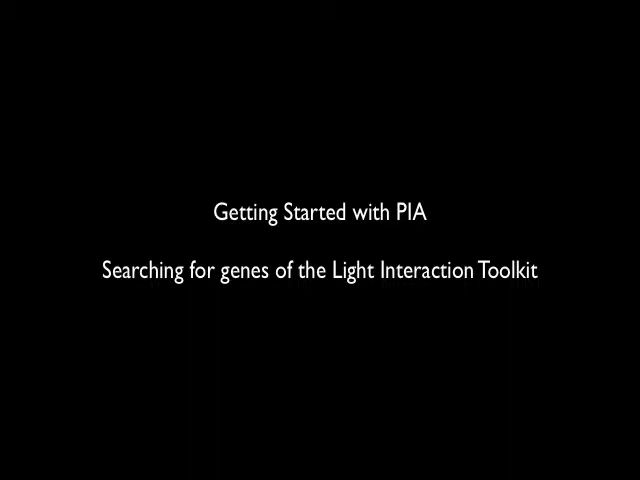 Getting Started with PIA
Searching for genes of the Light Interaction Toolkit